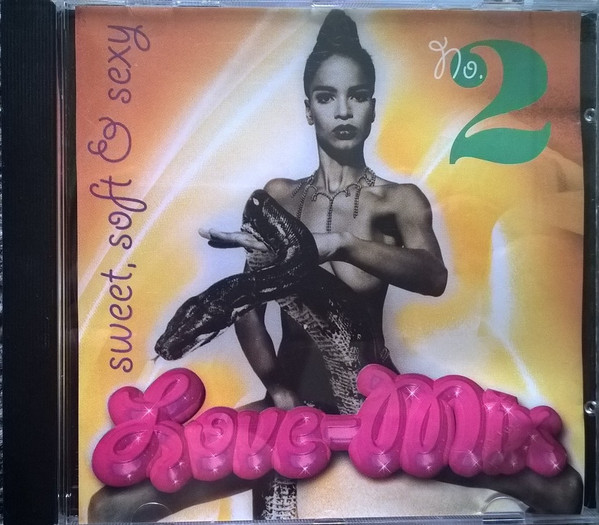 No. 2
sweet, soft & sexy
Love-Mix